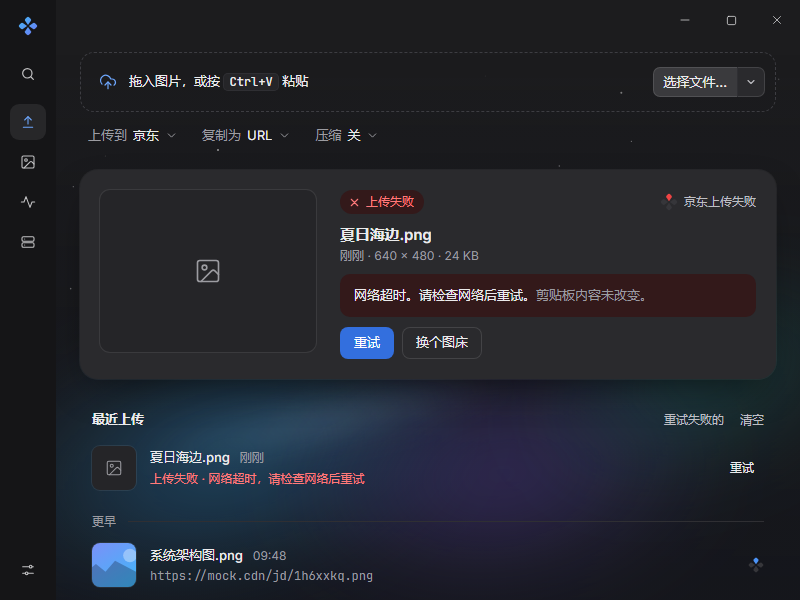 拖入图片，或按 Ctrl+V 粘贴
选择文件...
上传到 京东 复制为 URL 压缩 关
上传失败
京东上传失败
夏日海边.png
刚刚 · 640 × 480 · 24 KB
网络超时。请检查网络后重试。剪贴板内容未改变。
重试 换个图床
最近上传
重试失败的 清空
夏日海边.png 刚刚
上传失败 · 网络超时，请检查网络后重试
重试
更早
系统架构图.png 09:48
https://mock.cdn/jd/1h6xxkq.png